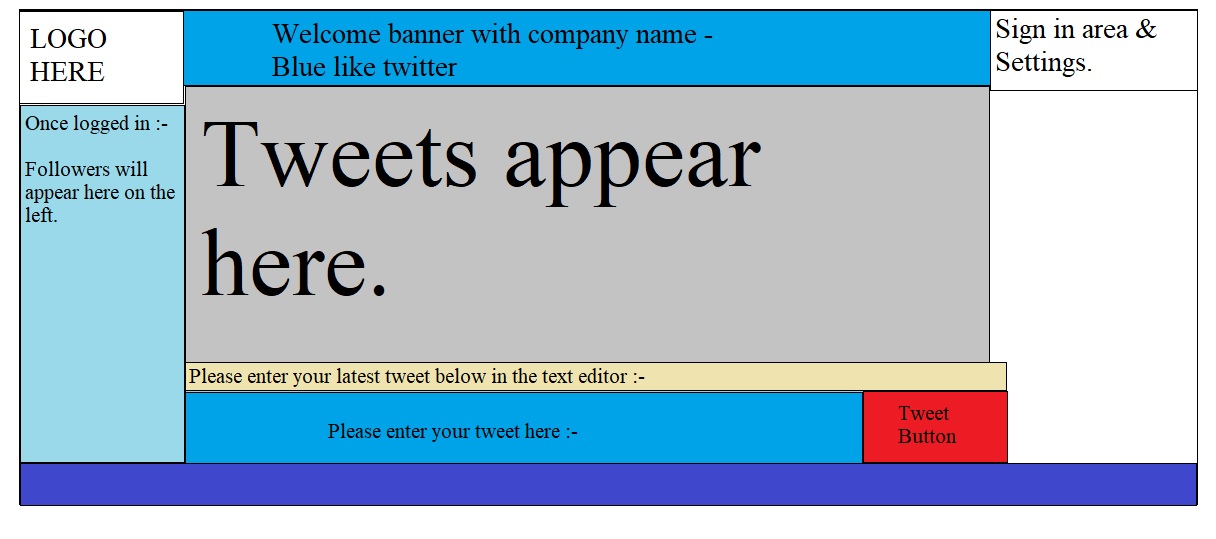 LOGO
HERE
Welcome banner with company name -
Blue like twitter
Sign in area &
Settings.
Once logged in :-
Followers will
appear here on the
left.
Tweets appear
here.
Please enter your latest tweet below in the text editor :-
Please enter your tweet here :-
Tweet
Button